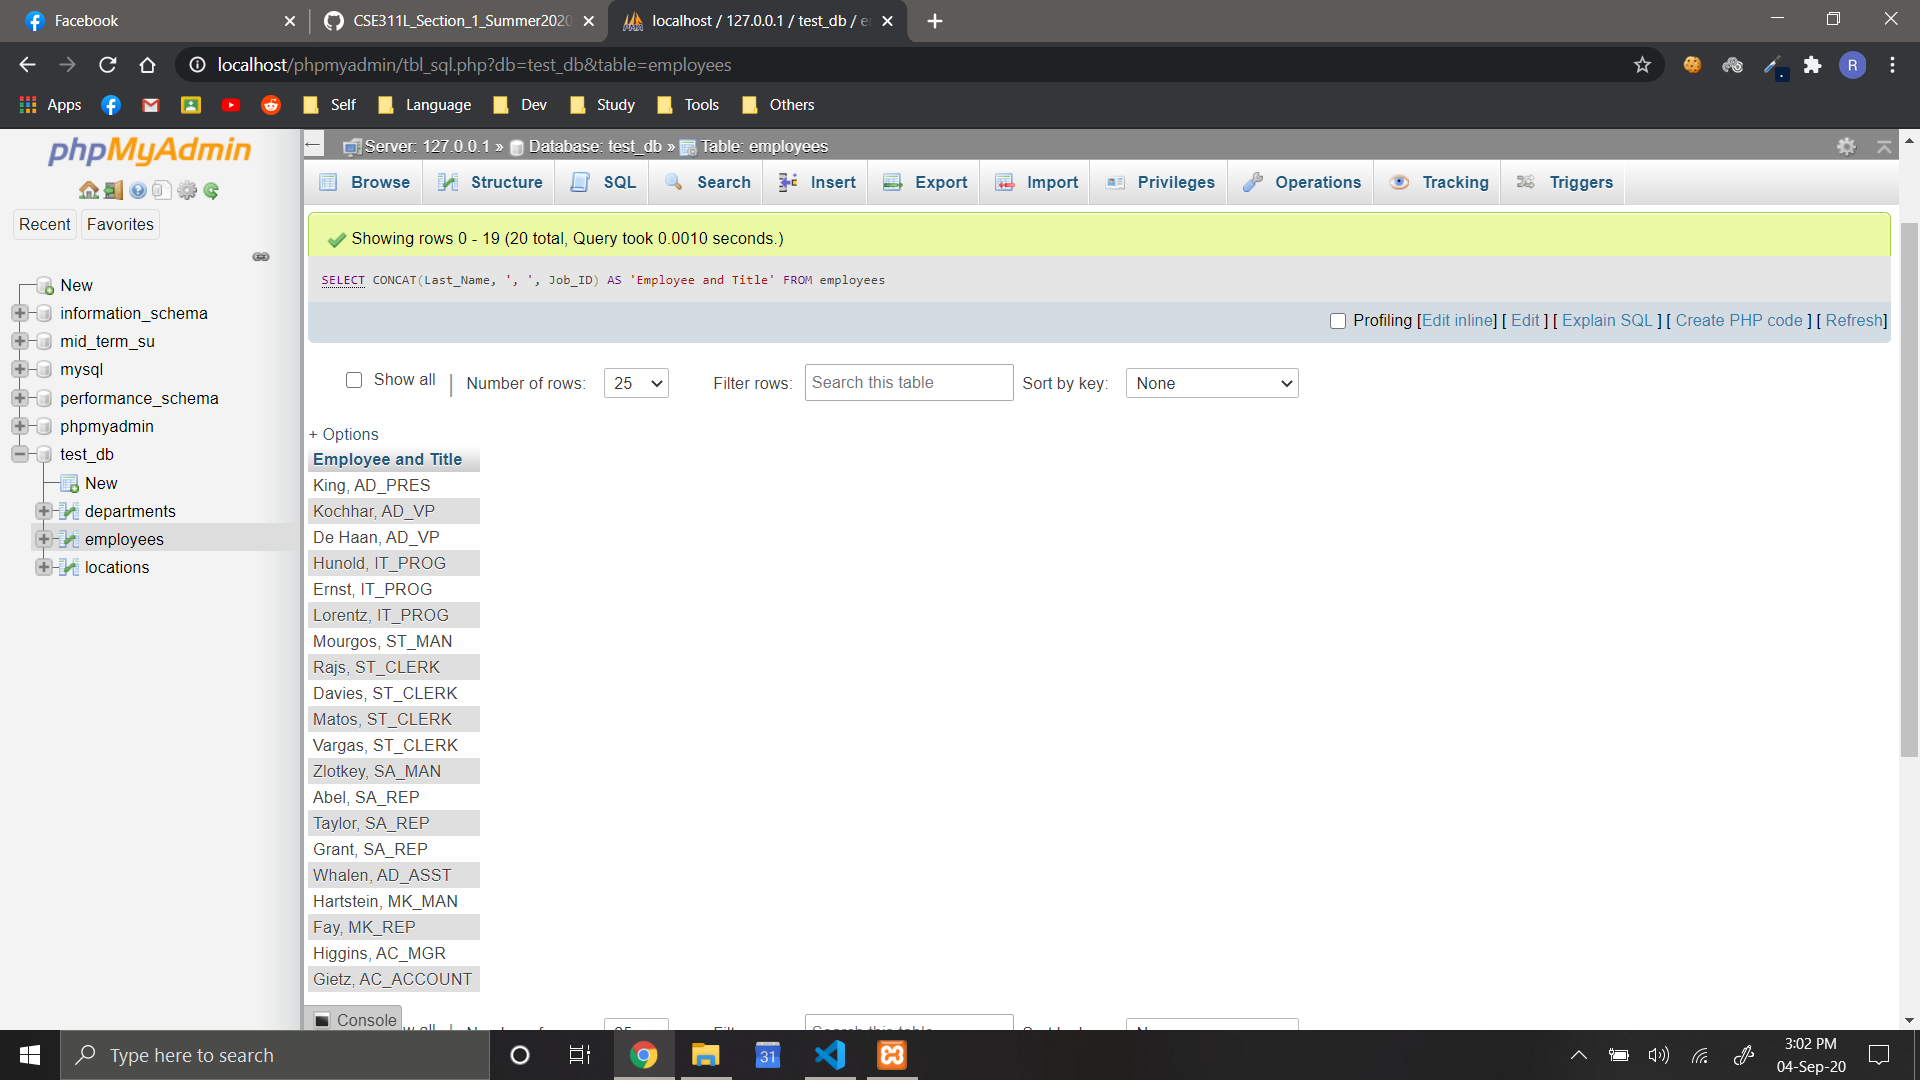 Facebook
CSE311L_Section_1_Summer2020
localhost / 127.0.0.1 / test_db / e
localhost/phpmyadmin/tbl_sql.php?db=test_db&table=employees
R
Apps
Self
Language
Dev
Study
Tools
Others
phpMyAdmin
Recent
Favorites
New
information_schema
mid_term_su
mysql
performance_schema
phpmyadmin
test_db
New
departments
employees
locations
Server: 127.0.0.1 » Database: test_db » Table: employees
Browse
Structure
SQL
Search
Insert
Export
Import
Privileges
Operations
Tracking
Triggers
Showing rows 0 - 19 (20 total, Query took 0.0010 seconds.)
SELECT CONCAT(Last_Name, ', ', Job_ID) AS 'Employee and Title' FROM employees
Profiling [Edit inline] [ Edit ] [ Explain SQL ] [ Create PHP code ] [ Refresh]
Show all | Number of rows: 25 Filter rows: Search this table Sort by key: None
+ Options
Employee and Title
King, AD_PRES
Kochhar, AD_VP
De Haan, AD_VP
Hunold, IT_PROG
Ernst, IT_PROG
Lorentz, IT_PROG
Mourgos, ST_MAN
Rajs, ST_CLERK
Davies, ST_CLERK
Matos, ST_CLERK
Vargas, ST_CLERK
Zlotkey, SA_MAN
Abel, SA_REP
Taylor, SA_REP
Grant, SA_REP
Whalen, AD_ASST
Hartstein, MK_MAN
Fay, MK_REP
Higgins, AC_MGR
Gietz, AC_ACCOUNT
Console
Type here to search
31
3:02 PM
04-Sep-20